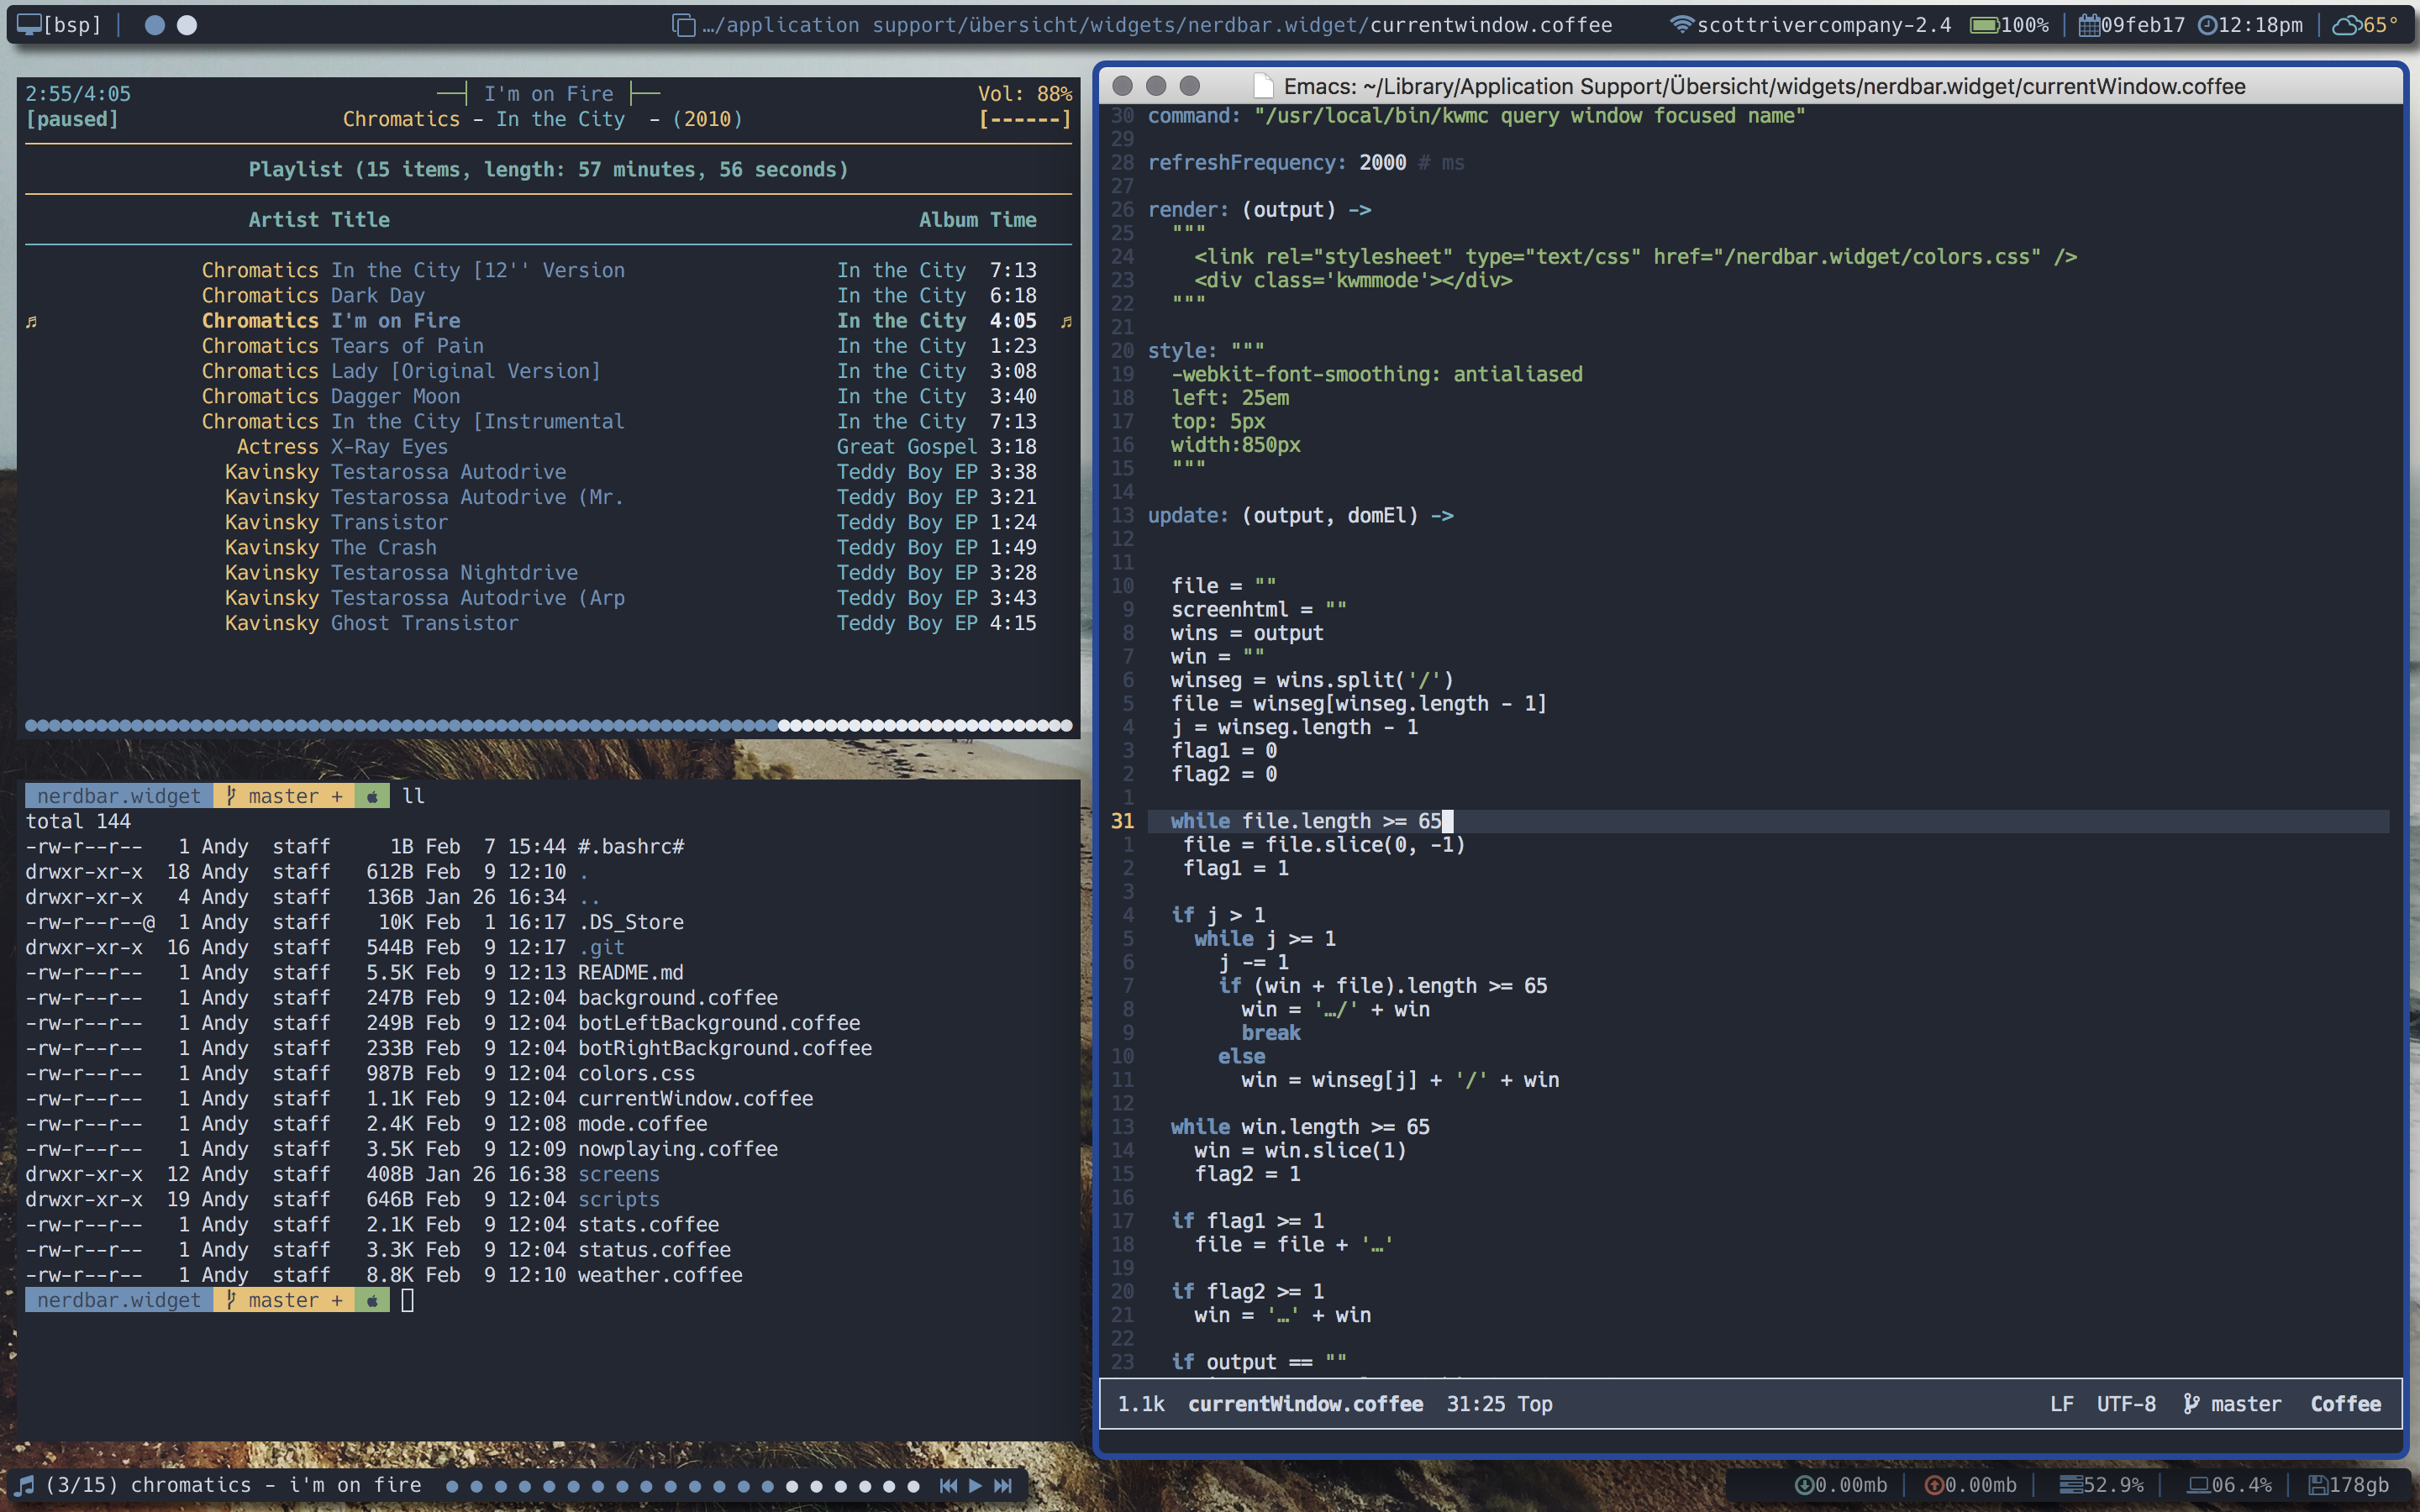 [bsp]
…/application support/übersicht/widgets/nerdbar.widget/currentwindow.coffee
scottrivercompany-2.4 100% 09feb17 12:18pm 65°
2:55/4:05 I'm on Fire Vol: 88%
[paused] Chromatics - In the City - (2010) [------]
Playlist (15 items, length: 57 minutes, 56 seconds)
Artist Title Album Time
Chromatics In the City [12'' Version In the City 7:13
Chromatics Dark Day In the City 6:18
♬ Chromatics I'm on Fire In the City 4:05 ♬
Chromatics Tears of Pain In the City 1:23
Chromatics Lady [Original Version] In the City 3:08
Chromatics Dagger Moon In the City 3:40
Chromatics In the City [Instrumental In the City 7:13
Actress X-Ray Eyes Great Gospel 3:18
Kavinsky Testarossa Autodrive Teddy Boy EP 3:38
Kavinsky Testarossa Autodrive (Mr. Teddy Boy EP 3:21
Kavinsky Transistor Teddy Boy EP 1:24
Kavinsky The Crash Teddy Boy EP 1:49
Kavinsky Testarossa Nightdrive Teddy Boy EP 3:28
Kavinsky Testarossa Autodrive (Arp Teddy Boy EP 3:43
Kavinsky Ghost Transistor Teddy Boy EP 4:15
nerdbar.widget master + ll
total 144
-rw-r--r-- 1 Andy staff 1B Feb 7 15:44 #.bashrc#
drwxr-xr-x 18 Andy staff 612B Feb 9 12:10 .
drwxr-xr-x 4 Andy staff 136B Jan 26 16:34 ..
-rw-r--r--@ 1 Andy staff 10K Feb 1 16:17 .DS_Store
drwxr-xr-x 16 Andy staff 544B Feb 9 12:17 .git
-rw-r--r-- 1 Andy staff 5.5K Feb 9 12:13 README.md
-rw-r--r-- 1 Andy staff 247B Feb 9 12:04 background.coffee
-rw-r--r-- 1 Andy staff 249B Feb 9 12:04 botLeftBackground.coffee
-rw-r--r-- 1 Andy staff 233B Feb 9 12:04 botRightBackground.coffee
-rw-r--r-- 1 Andy staff 987B Feb 9 12:04 colors.css
-rw-r--r-- 1 Andy staff 1.1K Feb 9 12:04 currentWindow.coffee
-rw-r--r-- 1 Andy staff 2.4K Feb 9 12:08 mode.coffee
-rw-r--r-- 1 Andy staff 3.5K Feb 9 12:09 nowplaying.coffee
drwxr-xr-x 12 Andy staff 408B Jan 26 16:38 screens
drwxr-xr-x 19 Andy staff 646B Feb 9 12:04 scripts
-rw-r--r-- 1 Andy staff 2.1K Feb 9 12:04 stats.coffee
-rw-r--r-- 1 Andy staff 3.3K Feb 9 12:04 status.coffee
-rw-r--r-- 1 Andy staff 8.8K Feb 9 12:10 weather.coffee
nerdbar.widget master +
Emacs: ~/Library/Application Support/Übersicht/widgets/nerdbar.widget/currentWindow.coffee
30 command: "/usr/local/bin/kwmc query window focused name"
29
28 refreshFrequency: 2000 # ms
27
26 render: (output) ->
25 """
24 <link rel="stylesheet" type="text/css" href="/nerdbar.widget/colors.css" />
23 <div class='kwmmode'></div>
22 """
21
20 style: """
19 -webkit-font-smoothing: antialiased
18 left: 25em
17 top: 5px
16 width:850px
15 """
14
13 update: (output, domEl) ->
12
11
10 file = ""
9 screenhtml = ""
8 wins = output
7 win = ""
6 winseg = wins.split('/')
5 file = winseg[winseg.length - 1]
4 j = winseg.length - 1
3 flag1 = 0
2 flag2 = 0
1
31 while file.length >= 65
1 file = file.slice(0, -1)
2 flag1 = 1
3
4 if j > 1
5 while j >= 1
6 j -= 1
7 if (win + file).length >= 65
8 win = '…/' + win
9 break
10 else
11 win = winseg[j] + '/' + win
12
13 while win.length >= 65
14 win = win.slice(1)
15 flag2 = 1
16
17 if flag1 >= 1
18 file = file + '…'
19
20 if flag2 >= 1
21 win = '…' + win
22
23 if output == ""
1.1k currentWindow.coffee 31:25 Top LF UTF-8 master Coffee
(3/15) chromatics - i'm on fire
0.00mb 0.00mb 52.9% 06.4% 178gb